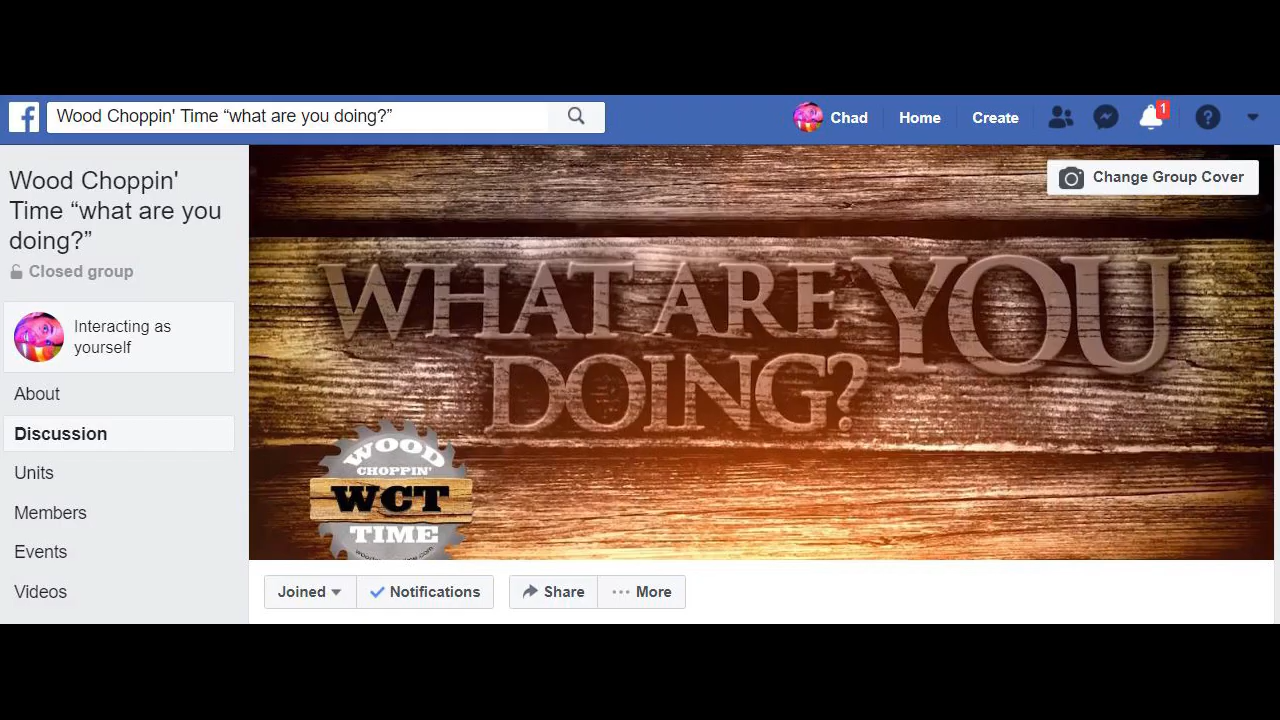 Wood Choppin' Time “what are you doing?”
Chad
Home
Create
1
?
Wood Choppin'
Time “what are you
doing?”
Closed group
Interacting as
yourself
About
Discussion
Units
Members
Events
Videos
Change Group Cover
WHAT ARE YOU
DOING?
WOOD
CHOPPIN'
WCT
TIME
Joined
Notifications
Share
More